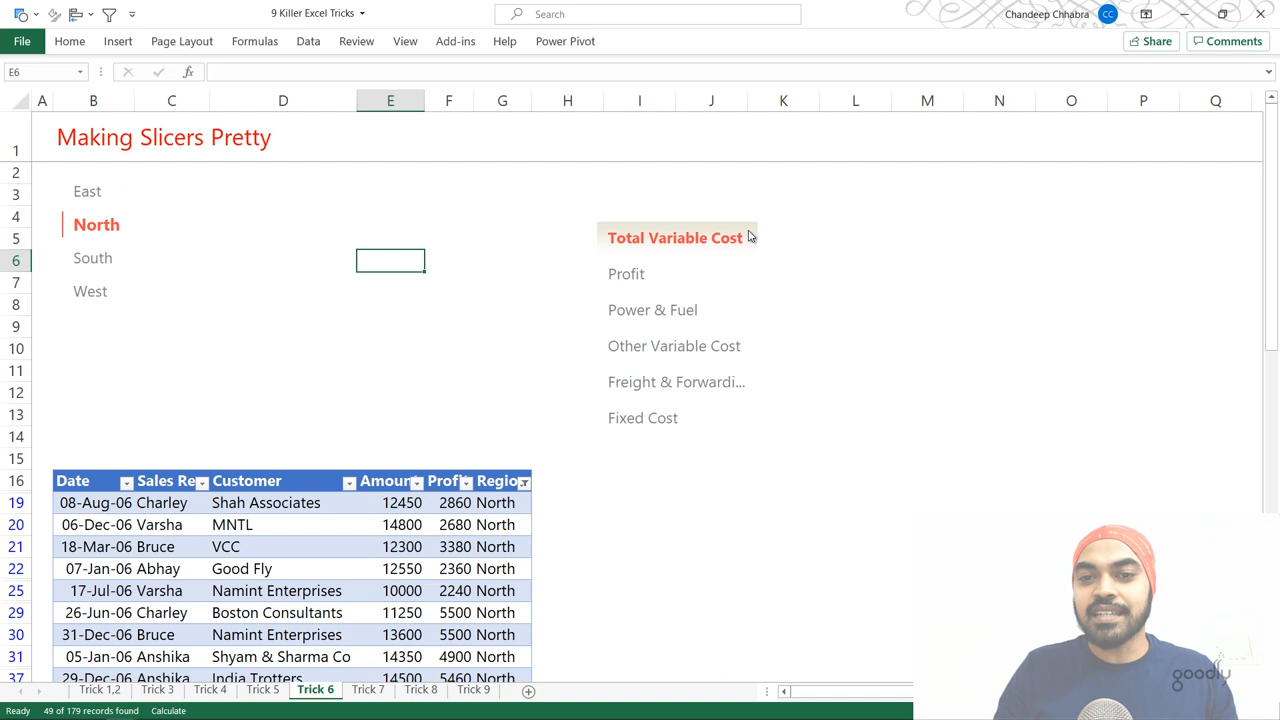 9 Killer Excel Tricks
Search
Chandeep Chhabra CC
File Home Insert Page Layout Formulas Data Review View Add-ins Help Power Pivot
Share Comments
E6 fx
A B C D E F G H I J K L M N O P Q
1 Making Slicers Pretty
2
3 East
4 North
5 Total Variable Cost
6 South
7 Profit
8 West
9 Power & Fuel
10 Other Variable Cost
11
12 Freight & Forwardi...
13 Fixed Cost
14
15
16 Date Sales Re Customer Amoun Profi Regio
19 08-Aug-06 Charley Shah Associates 12450 2860 North
20 06-Dec-06 Varsha MNTL 14800 2680 North
21 18-Mar-06 Bruce VCC 12300 3380 North
22 07-Jan-06 Abhay Good Fly 12550 2360 North
25 17-Jul-06 Varsha Namint Enterprises 10000 2240 North
29 26-Jun-06 Charley Boston Consultants 11250 5500 North
30 31-Dec-06 Bruce Namint Enterprises 13600 5500 North
31 05-Jan-06 Anshika Shyam & Sharma Co 14350 4900 North
37 29-Dec-06 Anshika India Trotters 14500 5460 North
goodly
Trick 1,2 Trick 3 Trick 4 Trick 5 Trick 6 Trick 7 Trick 8 Trick 9
Ready 49 of 179 records found Calculate